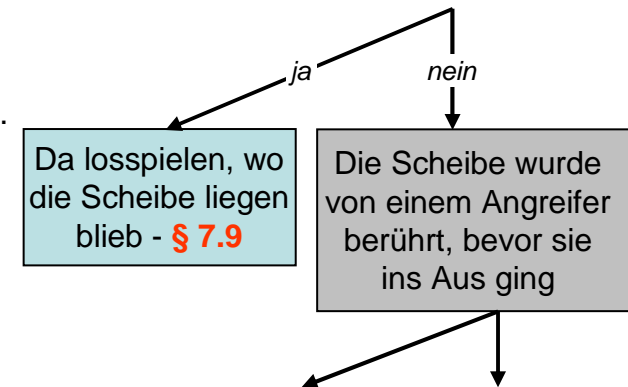 ja
nein
.
Da losspielen, wo
die Scheibe liegen
blieb - § 7.9
Die Scheibe wurde
von einem Angreifer
berührt, bevor sie
ins Aus ging